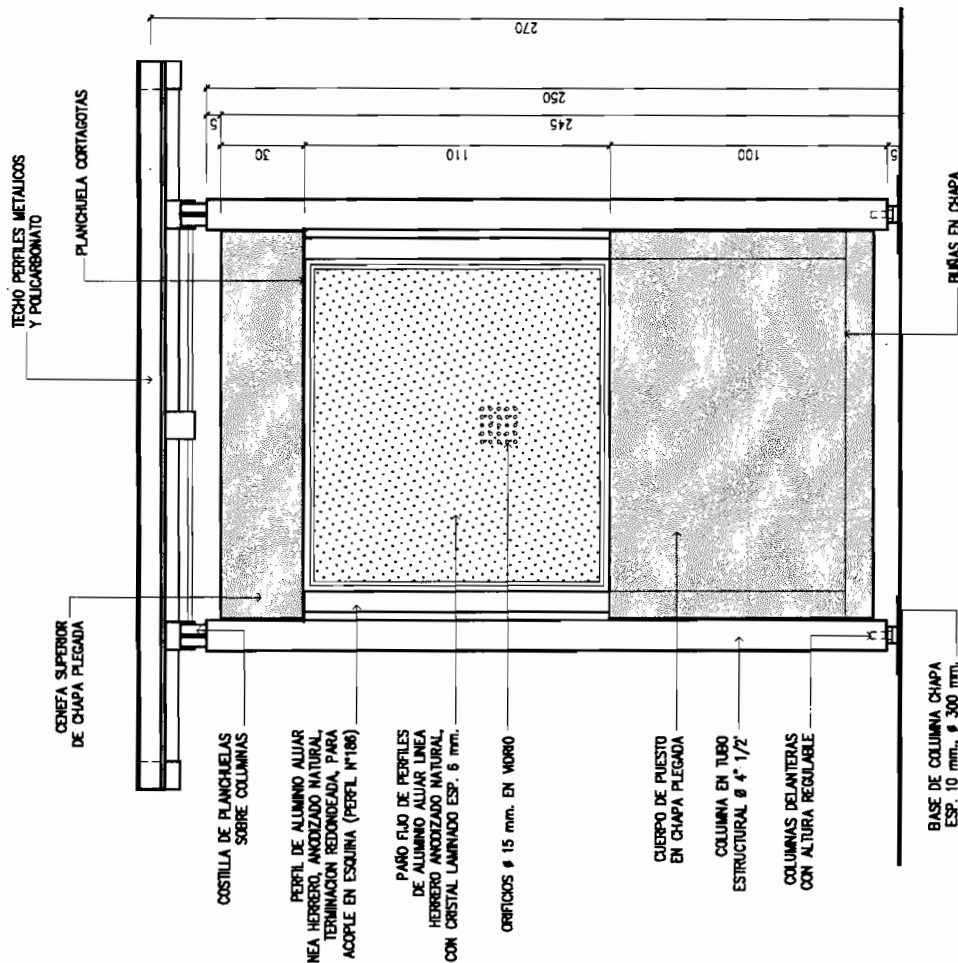 TECHO PERFILES METALICOS
Y POLICARBONATO
PLANCHUELA CORTAGOTAS
CENEFA SUPERIOR
DE CHAPA PLEGADA
270
250
245
5
30
110
100
5
COSTILLA DE PLANCHUELAS
SOBRE COLUMNAS
PERFIL DE ALUMINIO ALUAR
NEA HERRERO, ANODIZADO NATURAL,
TERMINACION REDONDEADA, PARA
ACOPLE EN ESQUINA (PERFIL N°186)
PAÑO FIJO DE PERFILES
DE ALUMINIO ALUAR LINEA
HERRERO ANODIZADO NATURAL,
CON CRISTAL LAMINADO ESP. 6 mm.
ORIFICIOS ø 15 mm. EN VIDRIO
CUERPO DE PUESTO
EN CHAPA PLEGADA
COLUMNA EN TUBO
ESTRUCTURAL Ø 4" 1/2"
COLUMNAS DELANTERAS
CON ALTURA REGULABLE
BASE DE COLUMNA CHAPA
ESP. 10 mm., ø 300 mm.
BUÑAS EN CHAPA